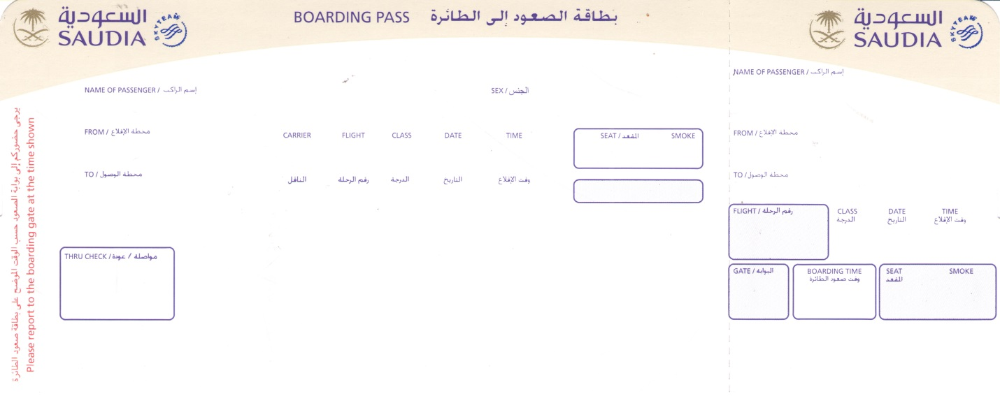 السعودية
SAUDIA
SKYTEAM
BOARDING PASS بطاقة الصعود إلى الطائرة
السعودية
SAUDIA
SKYTEAM
NAME OF PASSENGER / إسم الراكب
SEX / الجنس
FROM / محطة الإقلاع
CARRIER FLIGHT CLASS DATE TIME
SEAT / المقعد SMOKE
TO / محطة الوصول
الناقل رقم الرحلة الدرجة التاريخ وقت الإقلاع
THRU CHECK / مواصلة / عودة
يرجى حضوركم إلى بوابة الصعود حسب الوقت الموضح على بطاقة صعود الطائرة
Please report to the boarding gate at the time shown
NAME OF PASSENGER / إسم الراكب
FROM / محطة الإقلاع
TO / محطة الوصول
FLIGHT / رقم الرحلة
CLASS DATE TIME
الدرجة التاريخ وقت الإقلاع
GATE / البوابة
BOARDING TIME
وقت صعود الطائرة
SEAT SMOKE
المقعد